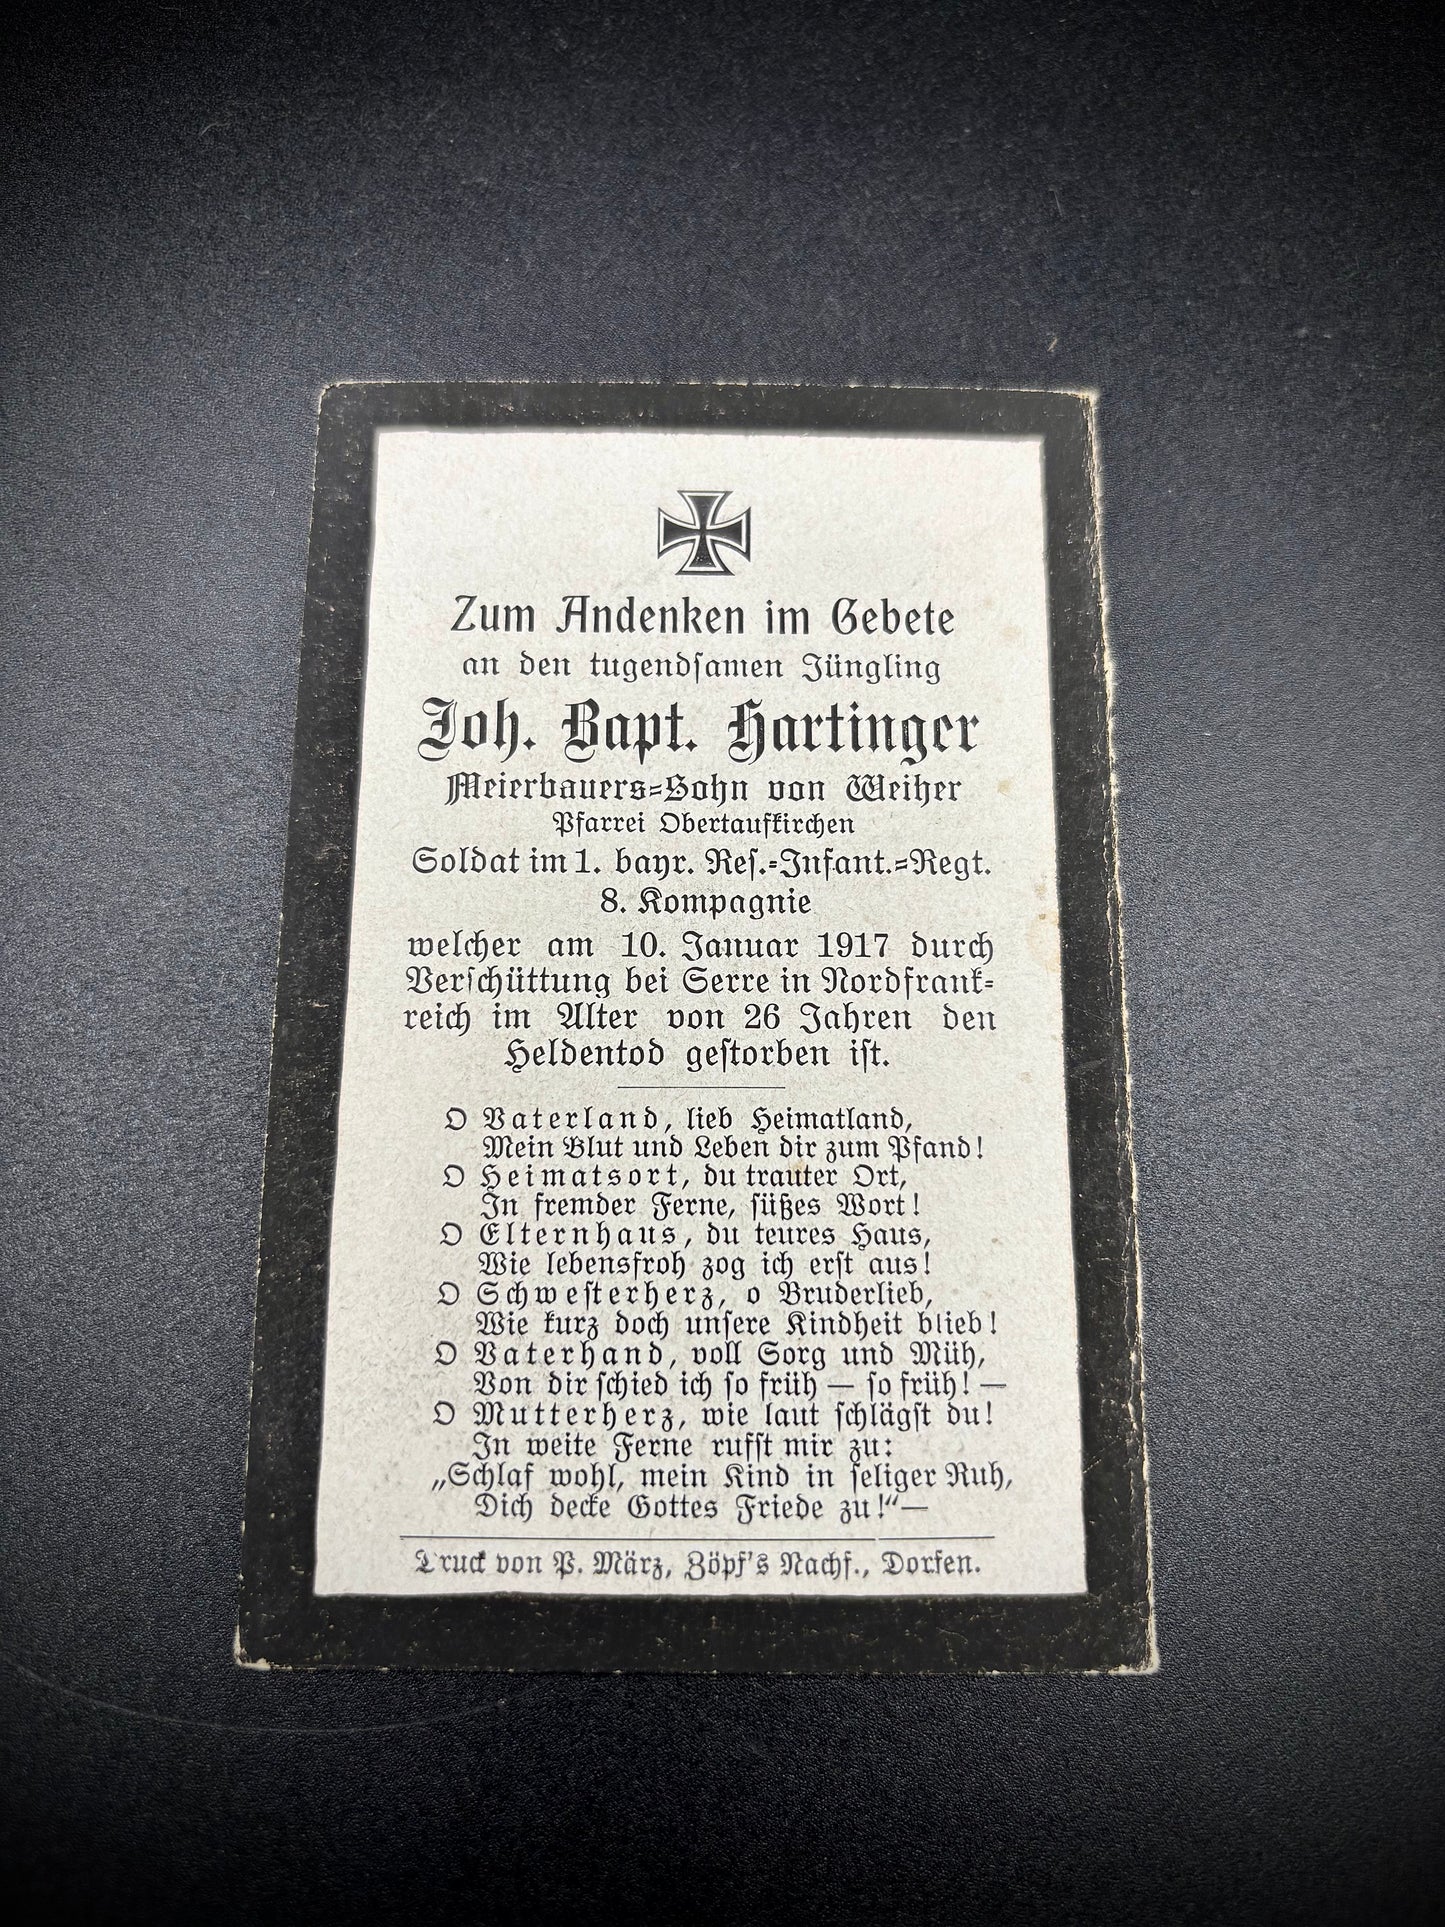 Zum Andenken im Gebete
an den tugendſamen Jüngling
Joh. Bapt. Hartinger
Meierbauers=Sohn von Weiher
Pfarrei Obertaufkirchen
Soldat im 1. bayr. Reſ.=Infant.=Regt.
8. Kompagnie
welcher am 10. Januar 1917 durch
Verſchüttung bei Serre in Nordfrank=
reich im Alter von 26 Jahren den
Heldentod geſtorben iſt.
O Vaterland, lieb Heimatland,
Mein Blut und Leben dir zum Pfand!
O Heimatsort, du trauter Ort,
In fremder Ferne, ſüßes Wort!
O Elternhaus, du teures Haus,
Wie lebensfroh zog ich erſt aus!
O Schweſterherz, o Bruderlieb,
Wie kurz doch unſere Kindheit blieb!
O Vaterhand, voll Sorg und Müh,
Von dir ſchied ich ſo früh — ſo früh! —
O Mutterherz, wie laut ſchlägſt du!
In weite Ferne rufſt mir zu:
„Schlaf wohl, mein Kind in ſeliger Ruh,
Dich decke Gottes Friede zu!“—
Druck von P. März, Zöpf's Nachf., Dorfen.